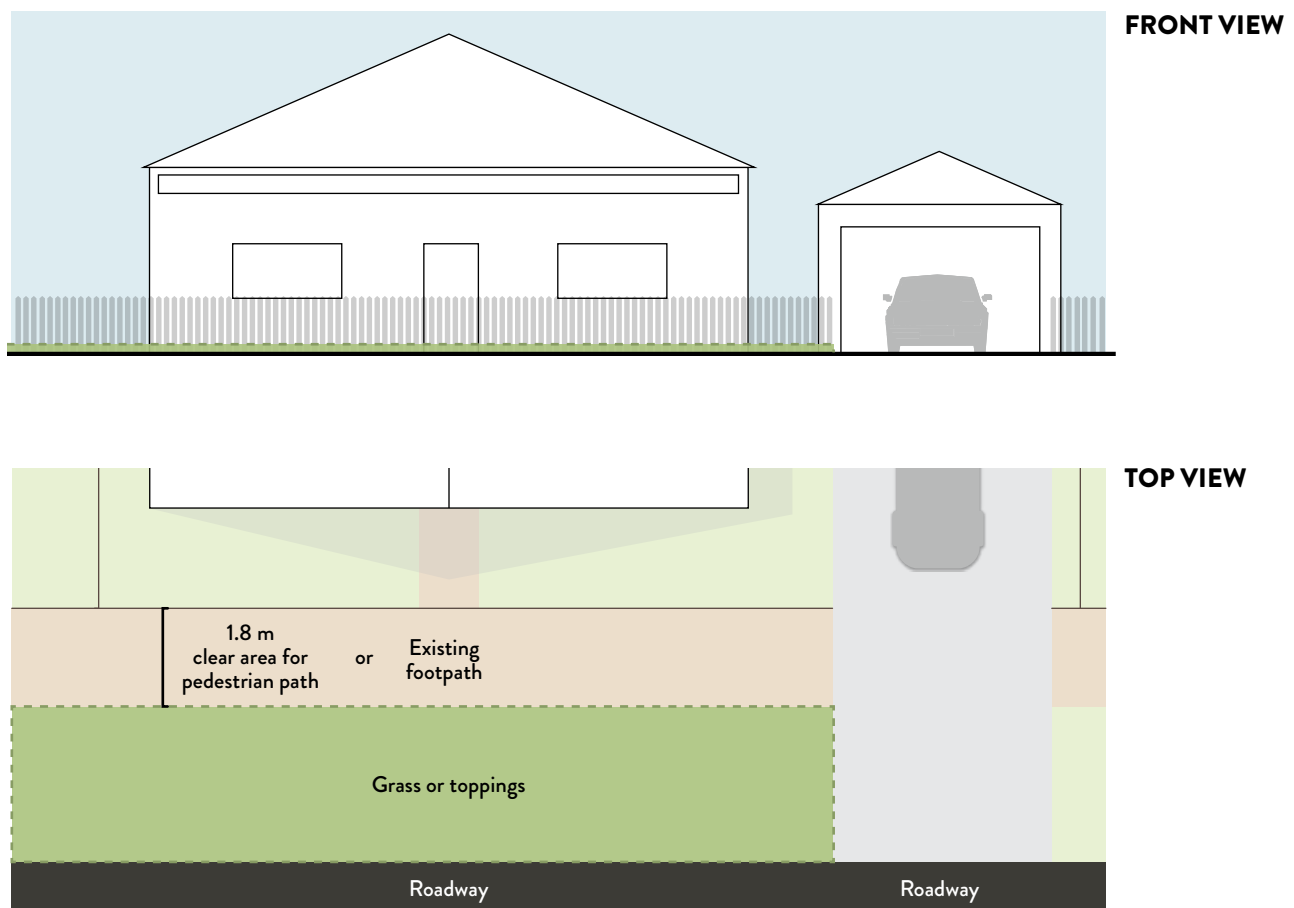 FRONT VIEW
TOP VIEW
1.8 m
clear area for
pedestrian path
or
Existing
footpath
Grass or toppings
Roadway
Roadway